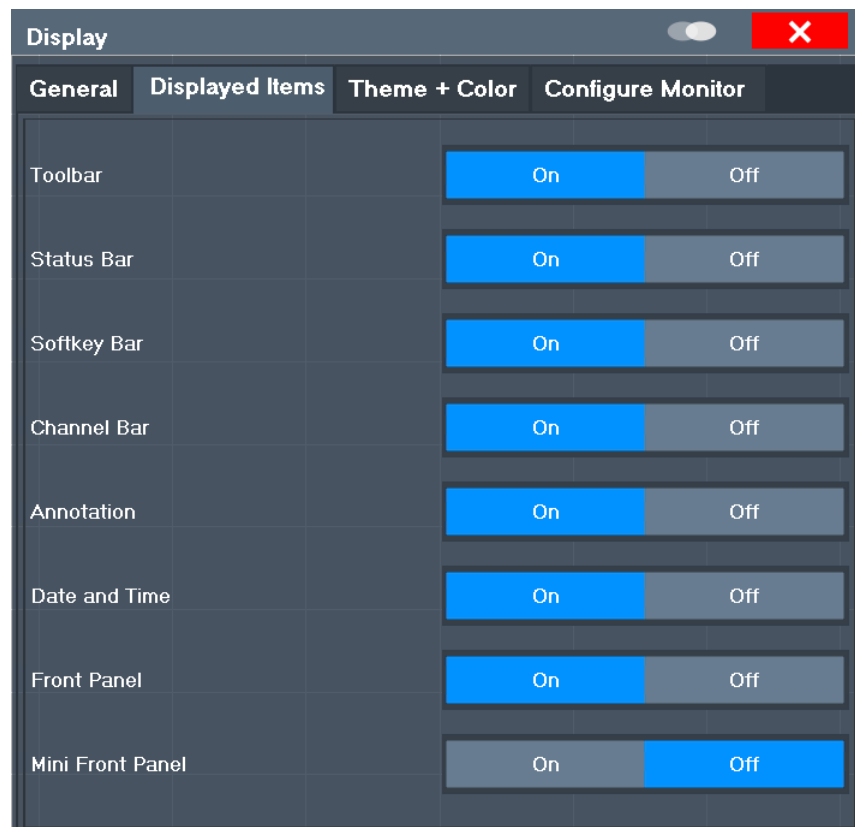 Display
General Displayed Items Theme + Color Configure Monitor
Toolbar On Off
Status Bar On Off
Softkey Bar On Off
Channel Bar On Off
Annotation On Off
Date and Time On Off
Front Panel On Off
Mini Front Panel On Off